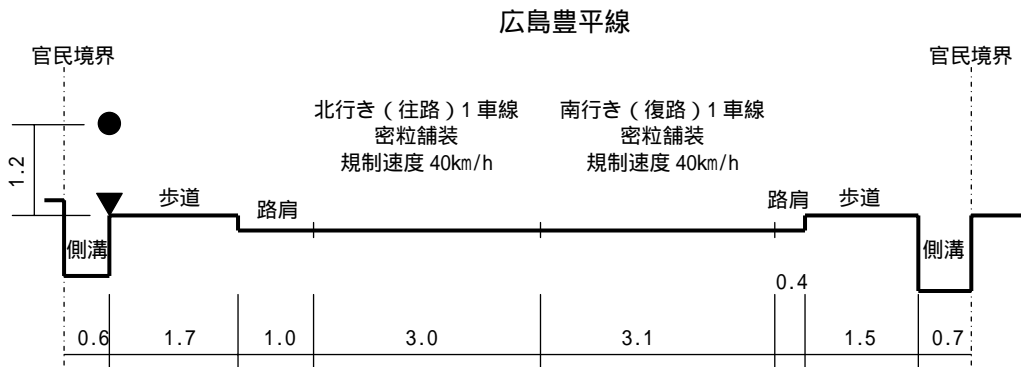 広島豊平線
官民境界
官民境界
北行き（往路）1車線
密粒舗装
規制速度 40km/h
南行き（復路）1車線
密粒舗装
規制速度 40km/h
1.2
歩道
路肩
路肩
歩道
側溝
側溝
0.4
0.6
1.7
1.0
3.0
3.1
1.5
0.7